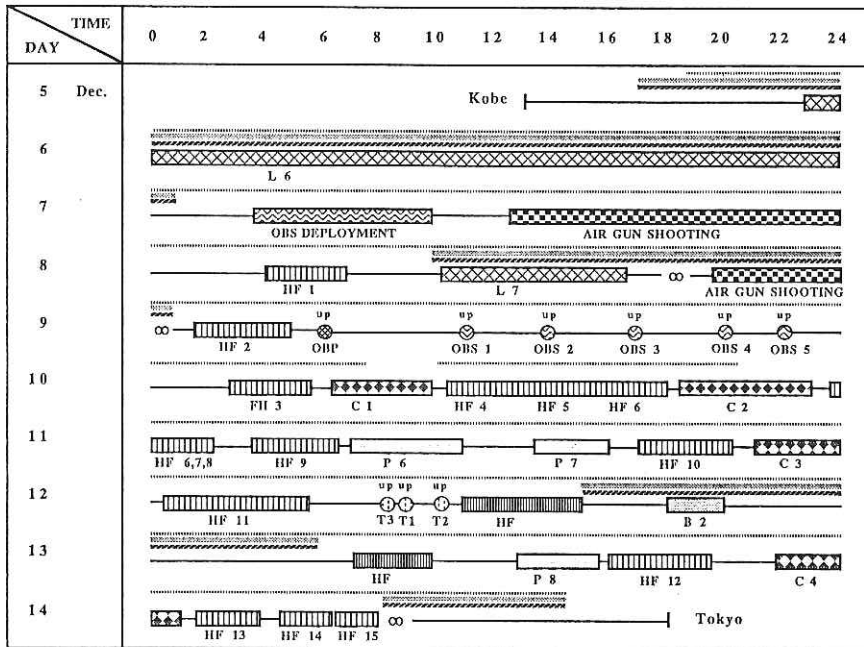 TIME
DAY
0 2 4 6 8 10 12 14 16 18 20 22 24
5 Dec.
Kobe
6
L 6
7
OBS DEPLOYMENT AIR GUN SHOOTING
8
HF 1 L 7 ∞ AIR GUN SHOOTING
9
up up up up up up
∞
HF 2 OBP OBS 1 OBS 2 OBS 3 OBS 4 OBS 5
10
FH 3 C 1 HF 4 HF 5 HF 6 C 2
11
HF 6,7,8 HF 9 P 6 P 7 HF 10 C 3
12
up up up
HF 11 T3 T1 T2 HF B 2
13
HF P 8 HF 12 C 4
14
∞ Tokyo
HF 13 HF 14 HF 15